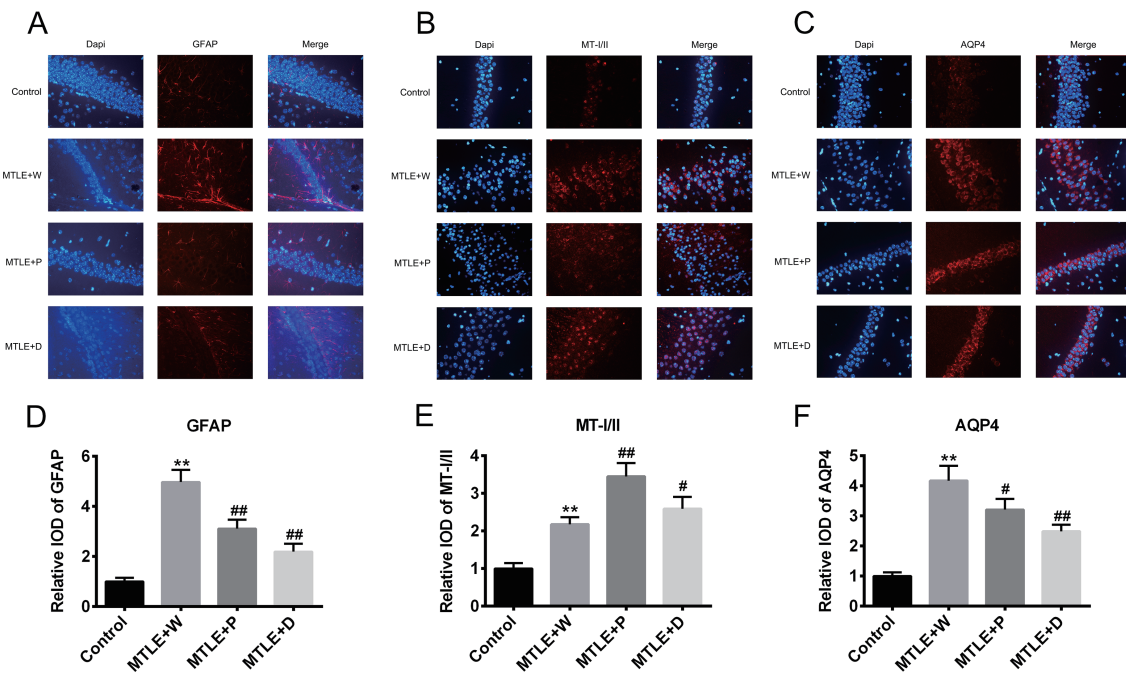 A
B
C
Dapi GFAP Merge
Dapi MT-I/II Merge
Dapi AQP4 Merge
Control
MTLE+W
MTLE+P
MTLE+D
Control
MTLE+W
MTLE+P
MTLE+D
Control
MTLE+W
MTLE+P
MTLE+D
D
GFAP
Relative IOD of GFAP
6
4
2
0
**
##
##
Control
MTLE+W
MTLE+P
MTLE+D
E
MT-I/II
Relative IOD of MT-I/II
4
3
2
1
0
**
##
#
Control
MTLE+W
MTLE+P
MTLE+D
F
AQP4
Relative IOD of AQP4
5
4
3
2
1
0
**
#
##
Control
MTLE+W
MTLE+P
MTLE+D